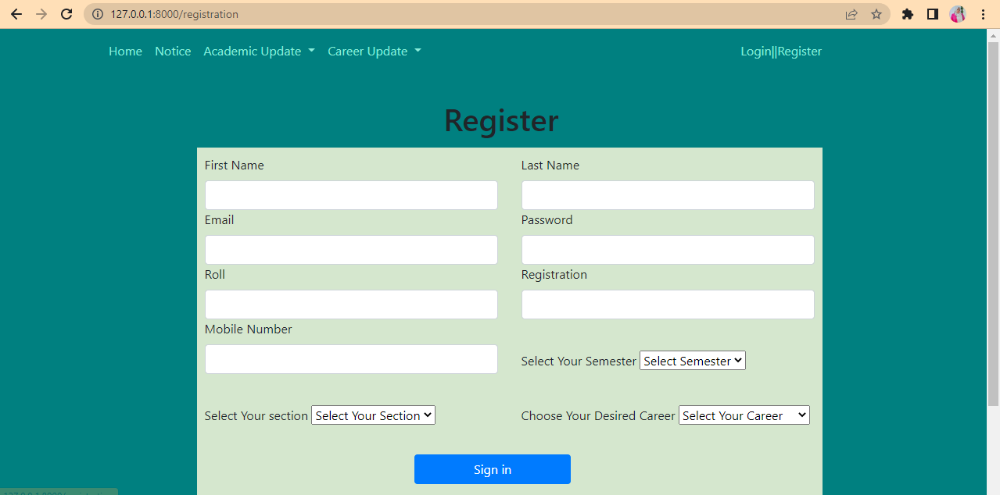 127.0.0.1:8000/registration
Home Notice Academic Update Career Update Login||Register
Register
First Name Last Name
Email Password
Roll Registration
Mobile Number
Select Your Semester Select Semester
Select Your section Select Your Section Choose Your Desired Career Select Your Career
Sign in